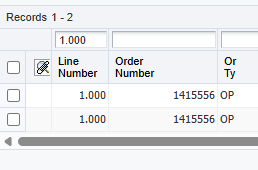 Records 1 - 2
1.000
Line Order Or
Number Number Ty
1.000 1415556 OP
1.000 1415556 OP